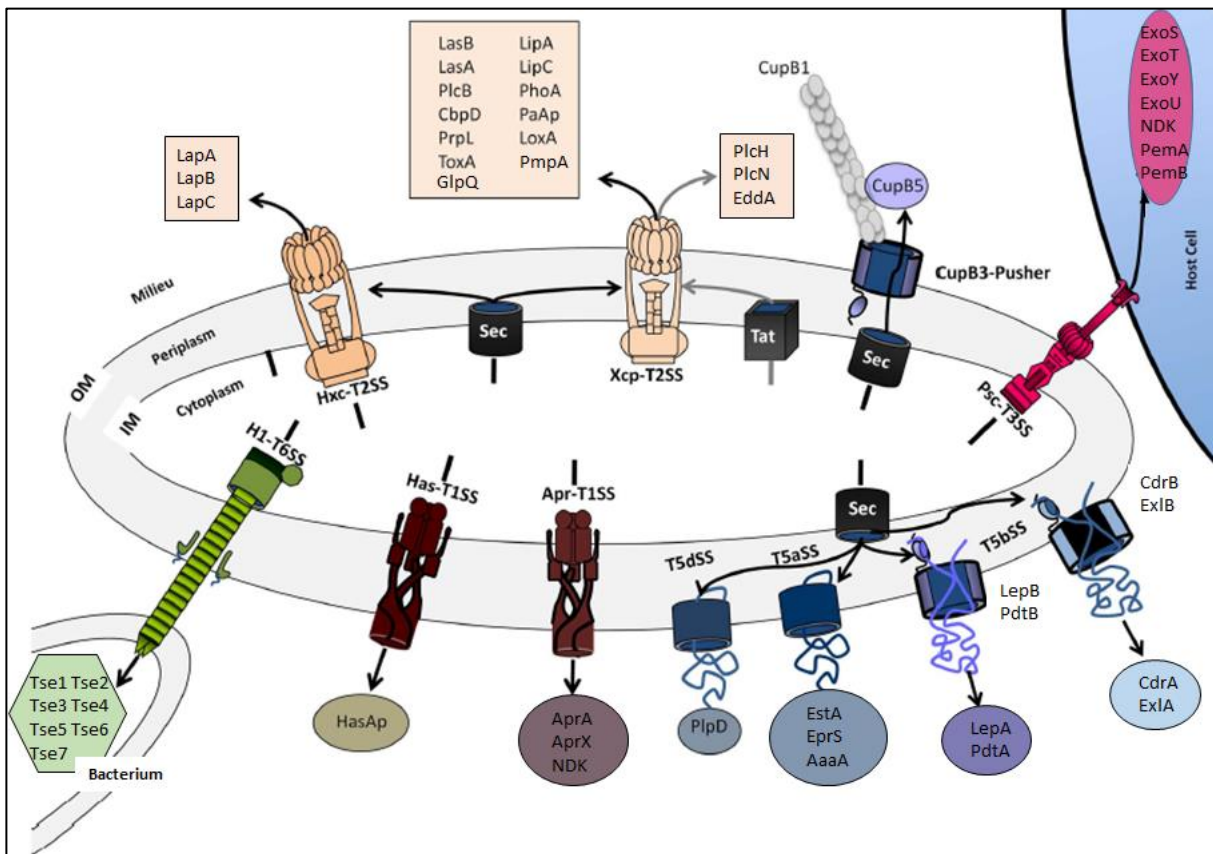 LasB LipA
LasA LipC
PlcB PhoA
CbpD PaAp
PrpL LoxA
ToxA PmpA
GlpQ
LapA
LapB
LapC
PlcH
PlcN
EddA
CupB1
CupB5
CupB3-Pusher
ExoS
ExoT
ExoY
ExoU
NDK
PemA
PemB
Host Cell
Milieu
Periplasm
Cytoplasm
OM
IM
Hxc-T2SS
Sec
Xcp-T2SS
Tat
Sec
Psc-T3SS
H1-T6SS
Has-T1SS
Apr-T1SS
Sec
T5dSS
T5aSS
T5bSS
CdrB
ExlB
LepB
PdtB
Tse1 Tse2
Tse3 Tse4
Tse5 Tse6
Tse7
Bacterium
HasAp
AprA
AprX
NDK
PlpD
EstA
EprS
AaaA
LepA
PdtA
CdrA
ExlA